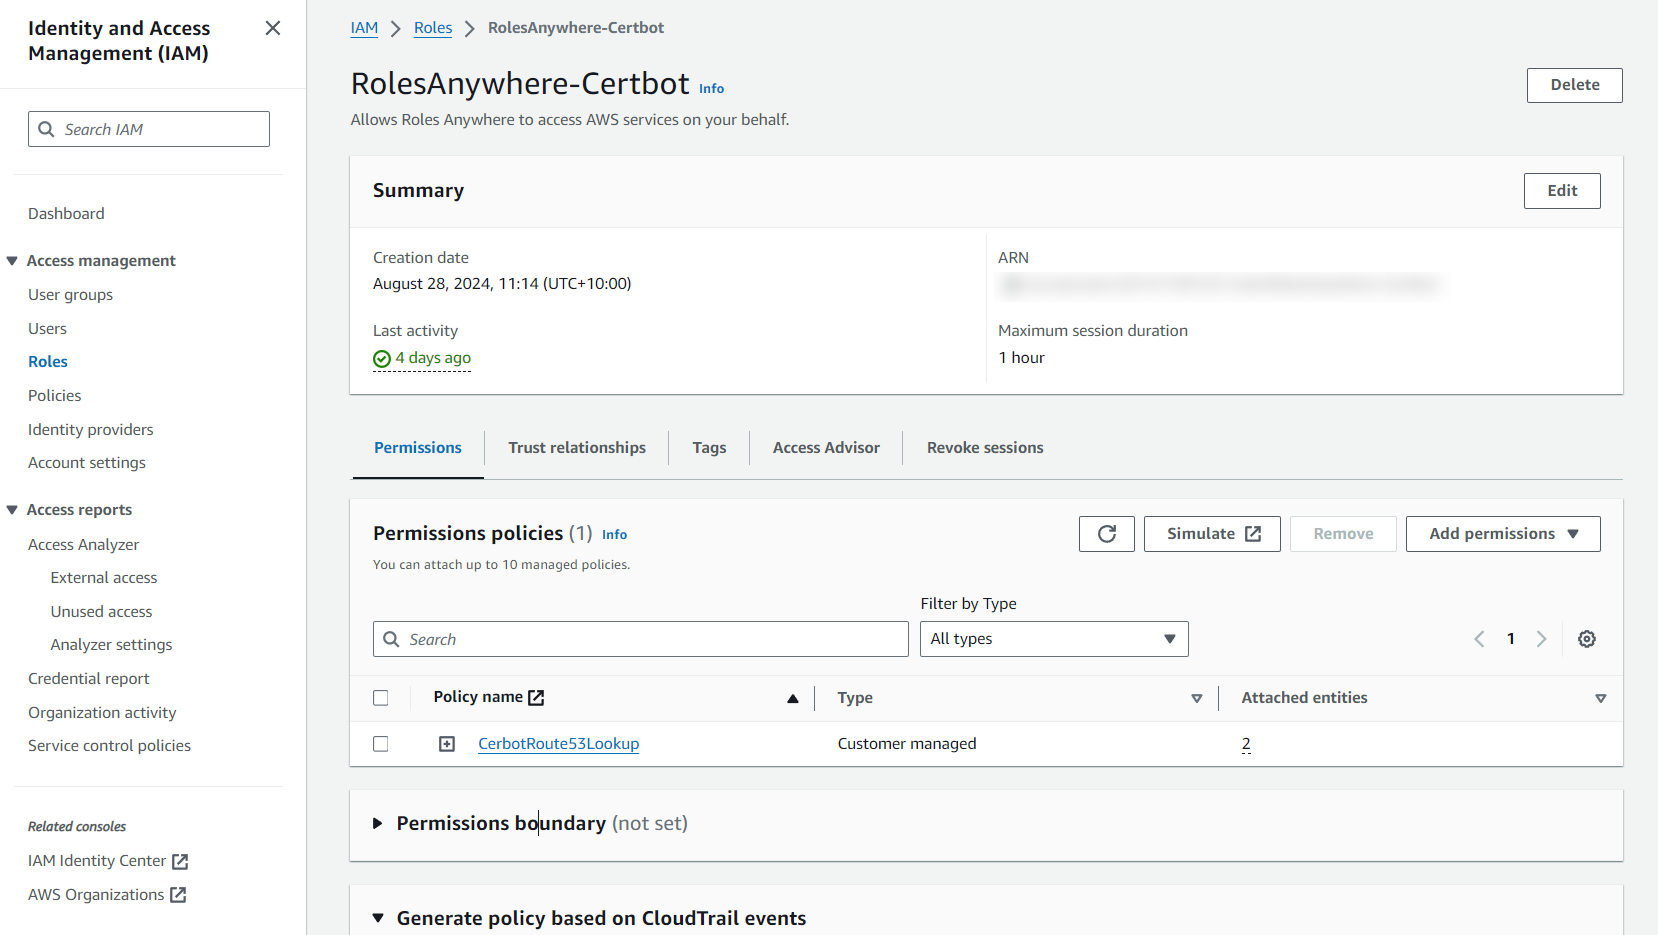 Identity and Access
Management (IAM)
Search IAM
Dashboard
Access management
User groups
Users
Roles
Policies
Identity providers
Account settings
Access reports
Access Analyzer
External access
Unused access
Analyzer settings
Credential report
Organization activity
Service control policies
Related consoles
IAM Identity Center
AWS Organizations
IAM Roles RolesAnywhere-Certbot
RolesAnywhere-Certbot Info
Delete
Allows Roles Anywhere to access AWS services on your behalf.
Summary
Edit
Creation date
August 28, 2024, 11:14 (UTC+10:00)
ARN
Last activity
4 days ago
Maximum session duration
1 hour
Permissions Trust relationships Tags Access Advisor Revoke sessions
Permissions policies (1) Info
Simulate Remove Add permissions
You can attach up to 10 managed policies.
Filter by Type
Search All types 1
Policy name Type Attached entities
CerbotRoute53Lookup Customer managed 2
Permissions boundary (not set)
Generate policy based on CloudTrail events